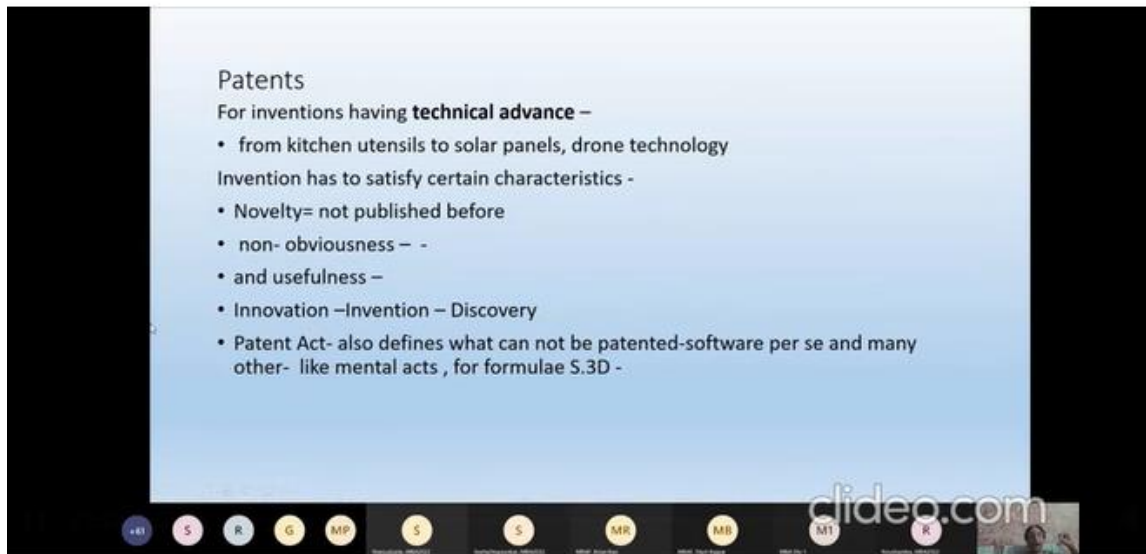 Patents
For inventions having technical advance –
• from kitchen utensils to solar panels, drone technology
Invention has to satisfy certain characteristics -
• Novelty= not published before
• non- obviousness – -
• and usefulness –
• Innovation –Invention – Discovery
• Patent Act- also defines what can not be patented-software per se and many
other- like mental acts , for formulae S.3D -
clideo.com
S R G MP S S MR MB M1 R